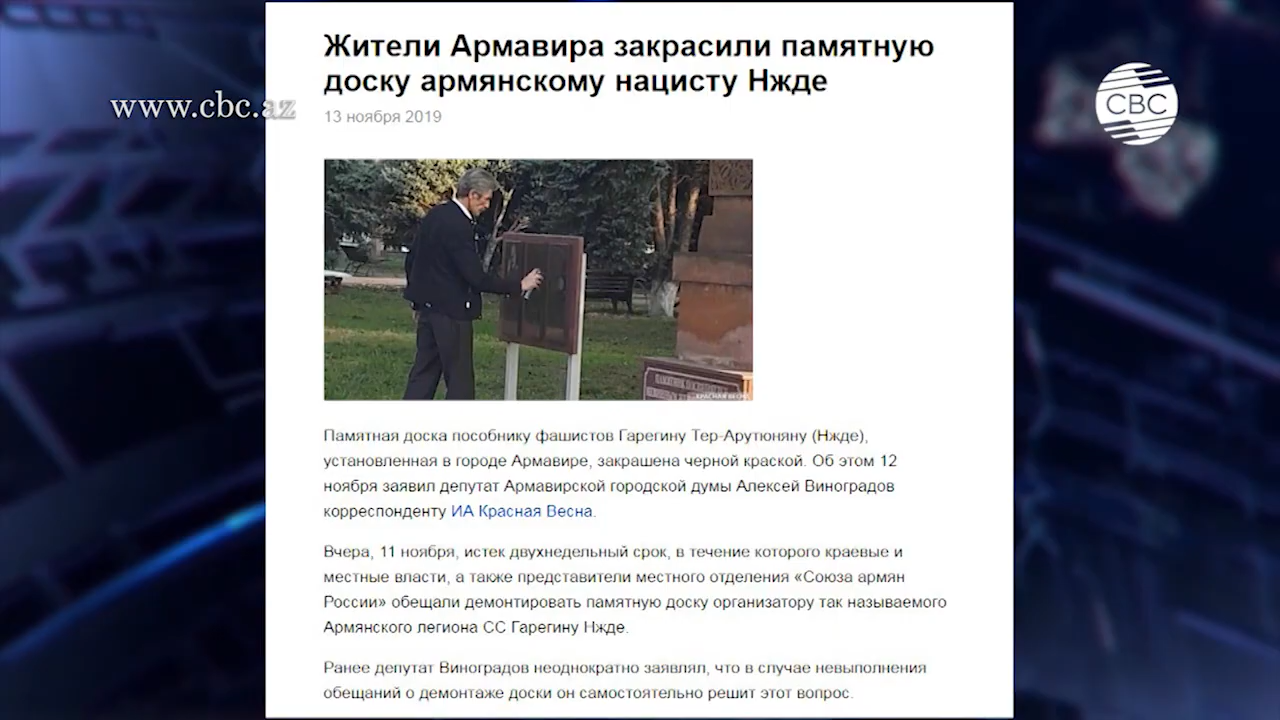 Жители Армавира закрасили памятную
доску армянскому нацисту Нжде
www.cbc.az
CBC
13 ноября 2019
КРАСНАЯ ВЕСНА
Памятная доска пособнику фашистов Гарегину Тер-Арутюняну (Нжде),
установленная в городе Армавире, закрашена черной краской. Об этом 12
ноября заявил депутат Армавирской городской думы Алексей Виноградов
корреспонденту ИА Красная Весна.
Вчера, 11 ноября, истек двухнедельный срок, в течение которого краевые и
местные власти, а также представители местного отделения «Союза армян
России» обещали демонтировать памятную доску организатору так называемого
Армянского легиона СС Гарегину Нжде.
Ранее депутат Виноградов неоднократно заявлял, что в случае невыполнения
обещаний о демонтаже доски он самостоятельно решит этот вопрос.